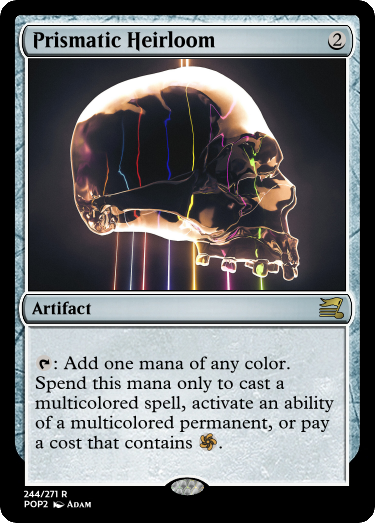 Prismatic Heirloom 2
Artifact
: Add one mana of any color.
Spend this mana only to cast a
multicolored spell, activate an ability
of a multicolored permanent, or pay
a cost that contains .
244/271 R
POP2 Adam